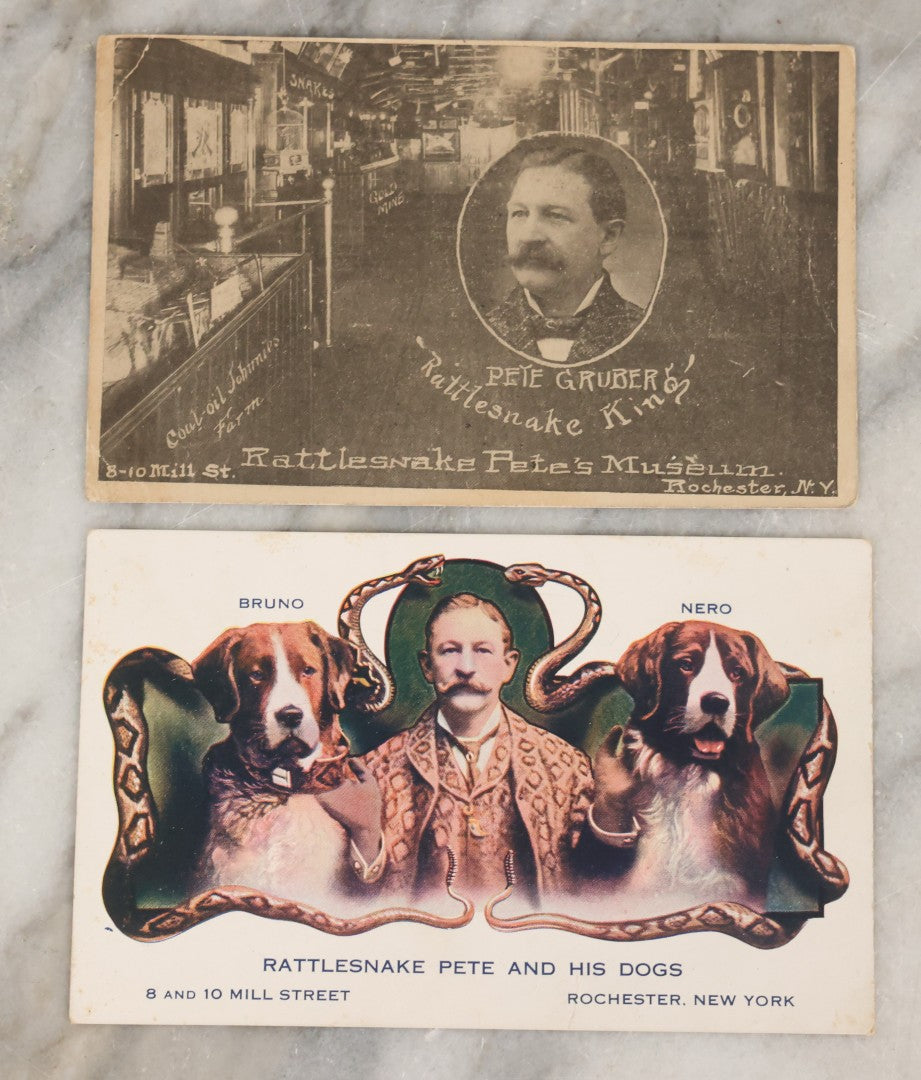 SNAKES
GOLD
MINE
PETE GRUBER
"Rattlesnake King"
Coal-oil Johnnies
Farm
8-10 Mill St. Rattlesnake Pete's Museum.
Rochester, N.Y.
BRUNO
NERO
RATTLESNAKE PETE AND HIS DOGS
8 AND 10 MILL STREET
ROCHESTER, NEW YORK